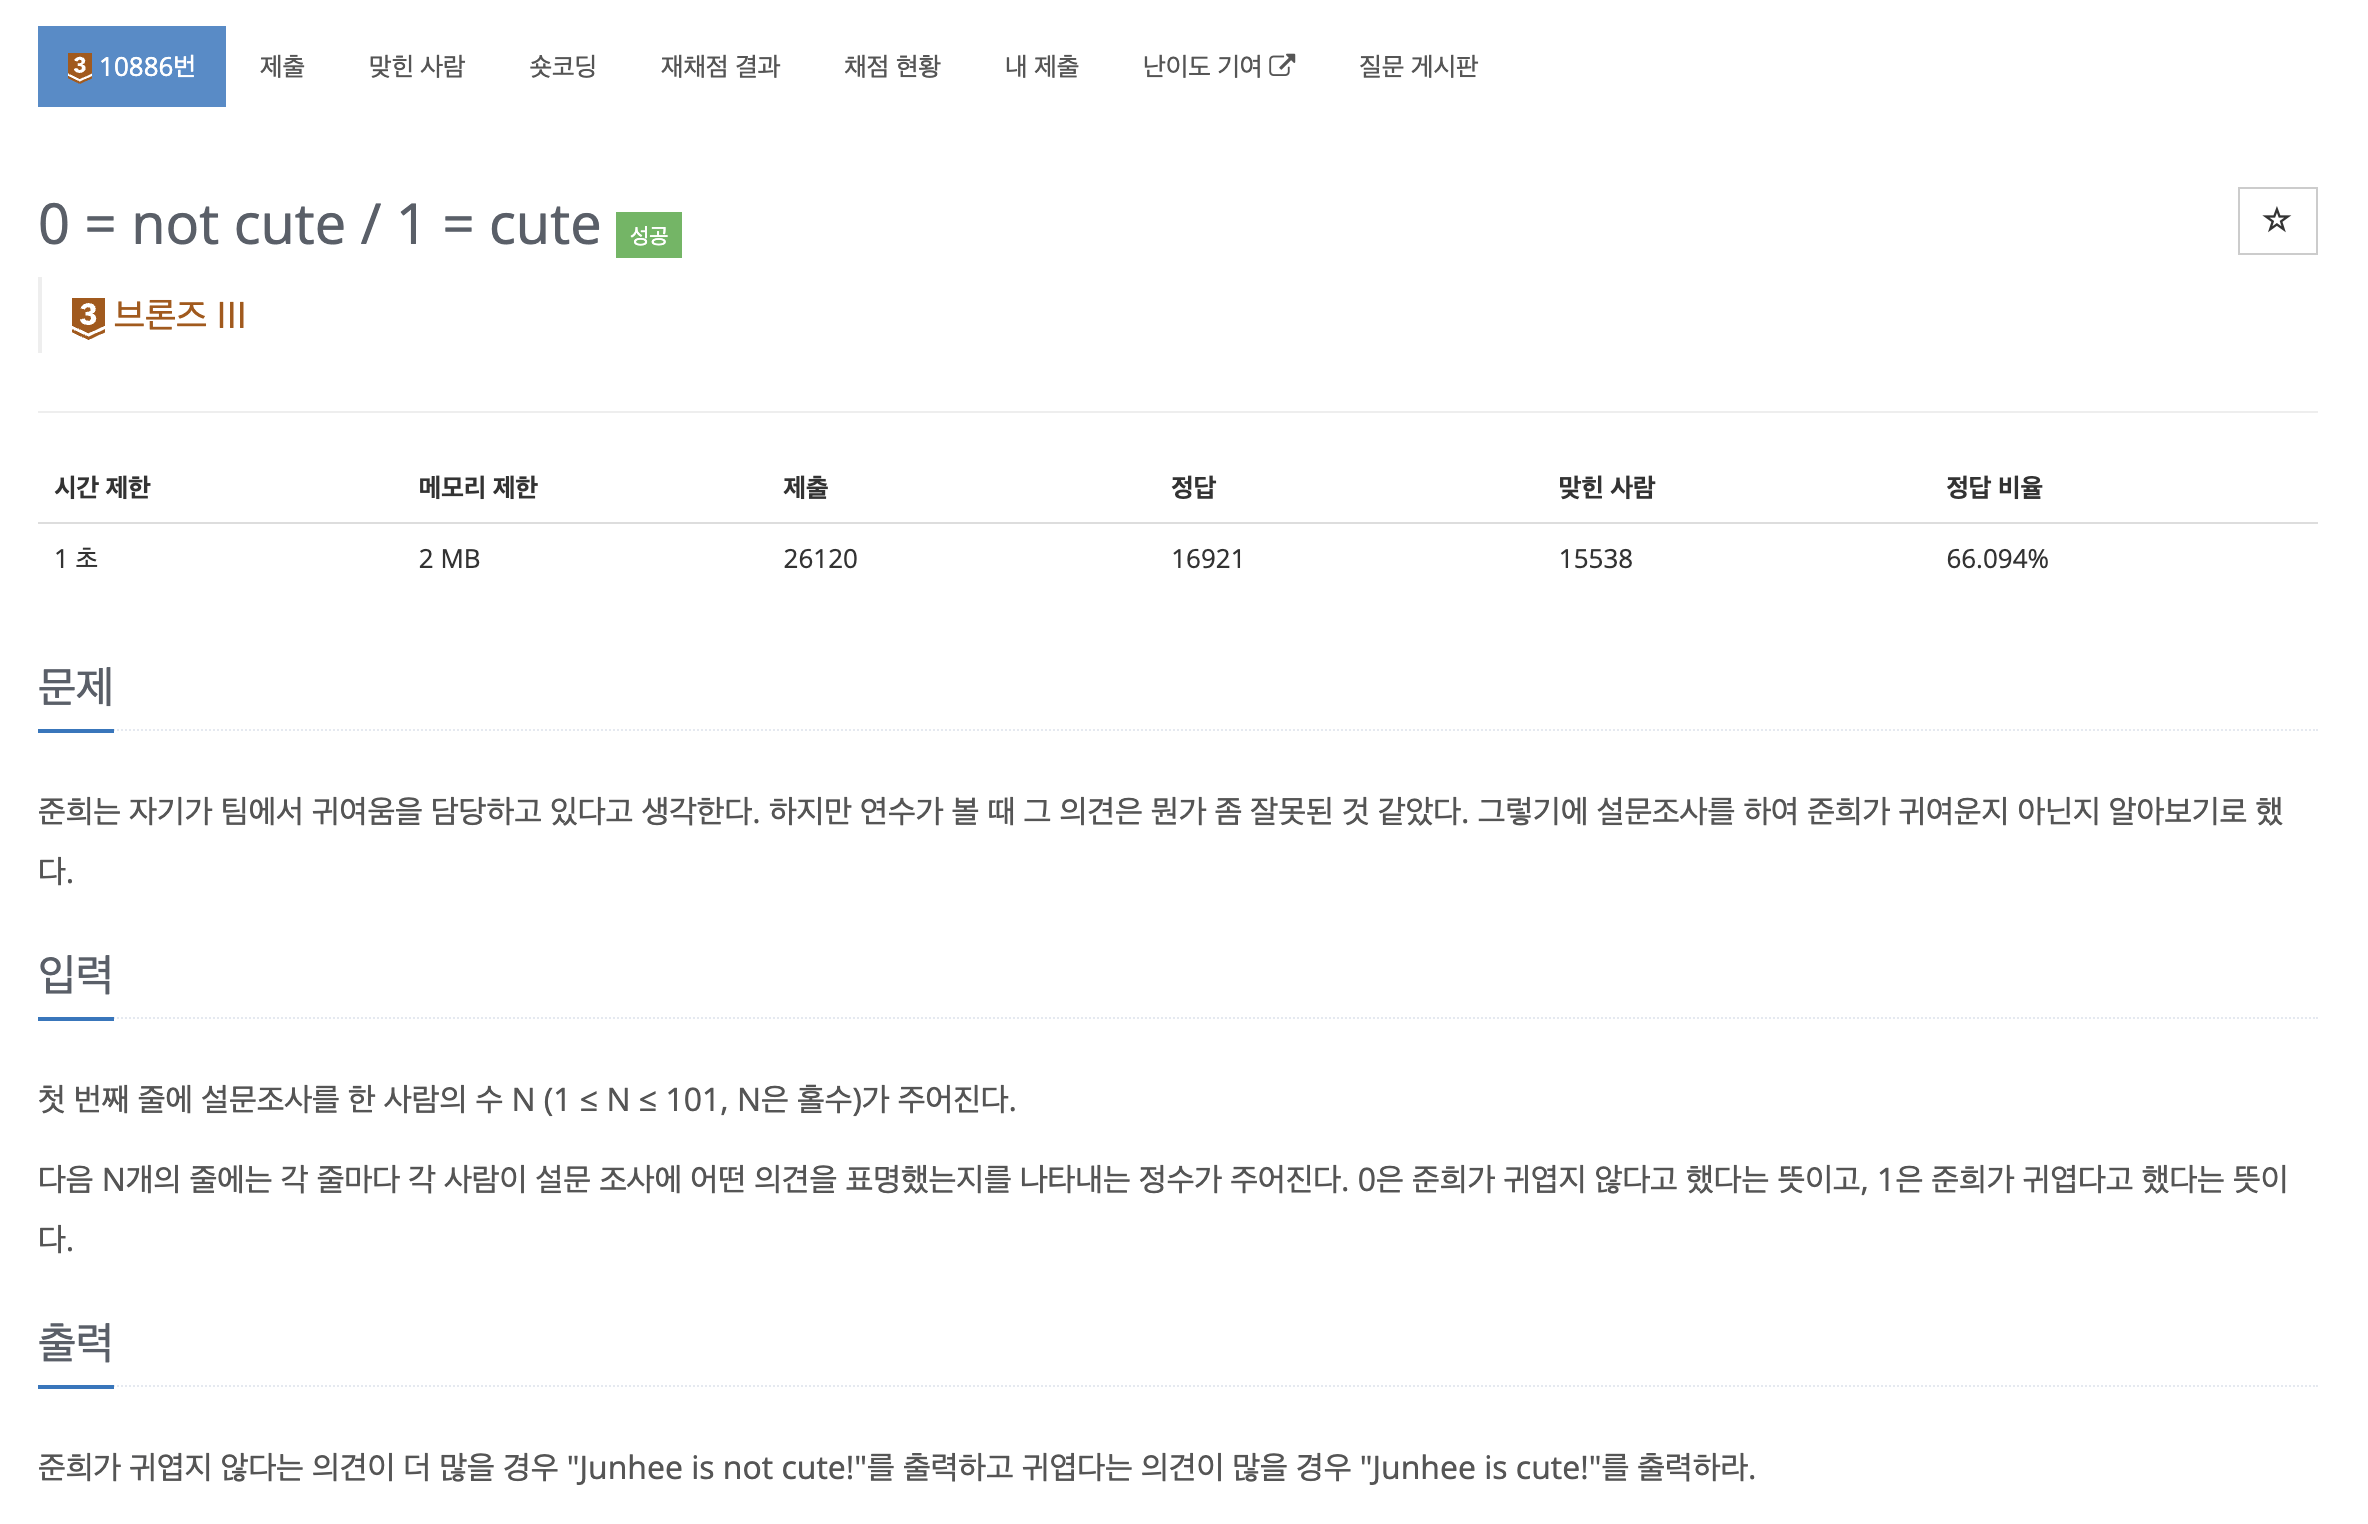 3 10886번 제출 맞힌 사람 숏코딩 재채점 결과 채점 현황 내 제출 난이도 기여 질문 게시판
0 = not cute / 1 = cute 성공
3 브론즈 III
시간 제한 메모리 제한 제출 정답 맞힌 사람 정답 비율
1 초 2 MB 26120 16921 15538 66.094%
문제
준희는 자기가 팀에서 귀여움을 담당하고 있다고 생각한다. 하지만 연수가 볼 때 그 의견은 뭔가 좀 잘못된 것 같았다. 그렇기에 설문조사를 하여 준희가 귀여운지 아닌지 알아보기로 했
다.
입력
첫 번째 줄에 설문조사를 한 사람의 수 N (1 ≤ N ≤ 101, N은 홀수)가 주어진다.
다음 N개의 줄에는 각 줄마다 각 사람이 설문 조사에 어떤 의견을 표명했는지를 나타내는 정수가 주어진다. 0은 준희가 귀엽지 않다고 했다는 뜻이고, 1은 준희가 귀엽다고 했다는 뜻이
다.
출력
준희가 귀엽지 않다는 의견이 더 많을 경우 "Junhee is not cute!"를 출력하고 귀엽다는 의견이 많을 경우 "Junhee is cute!"를 출력하라.